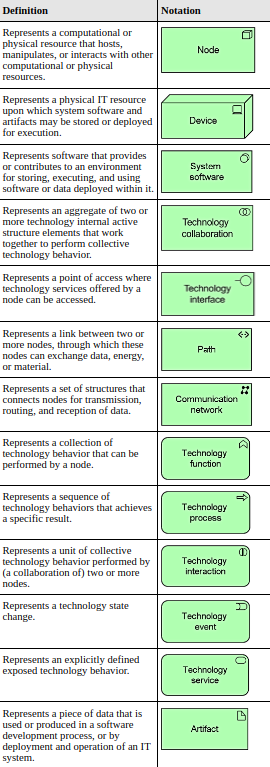 Definition Notation
Represents a computational or
physical resource that hosts,
manipulates, or interacts with other
computational or physical
resources.
Node
Represents a physical IT resource
upon which system software and
artifacts may be stored or deployed
for execution.
Device
Represents software that provides
or contributes to an environment
for storing, executing, and using
software or data deployed within it.
System
software
Represents an aggregate of two or
more technology internal active
structure elements that work
together to perform collective
technology behavior.
Technology
collaboration
Represents a point of access where
technology services offered by a
node can be accessed.
Technology
interface
Represents a link between two or
more nodes, through which these
nodes can exchange data, energy,
or material.
Path
Represents a set of structures that
connects nodes for transmission,
routing, and reception of data.
Communication
network
Represents a collection of
technology behavior that can be
performed by a node.
Technology
function
Represents a sequence of
technology behaviors that achieves
a specific result.
Technology
process
Represents a unit of collective
technology behavior performed by
(a collaboration of) two or more
nodes.
Technology
interaction
Represents a technology state
change.
Technology
event
Represents an explicitly defined
exposed technology behavior.
Technology
service
Represents a piece of data that is
used or produced in a software
development process, or by
deployment and operation of an IT
system.
Artifact